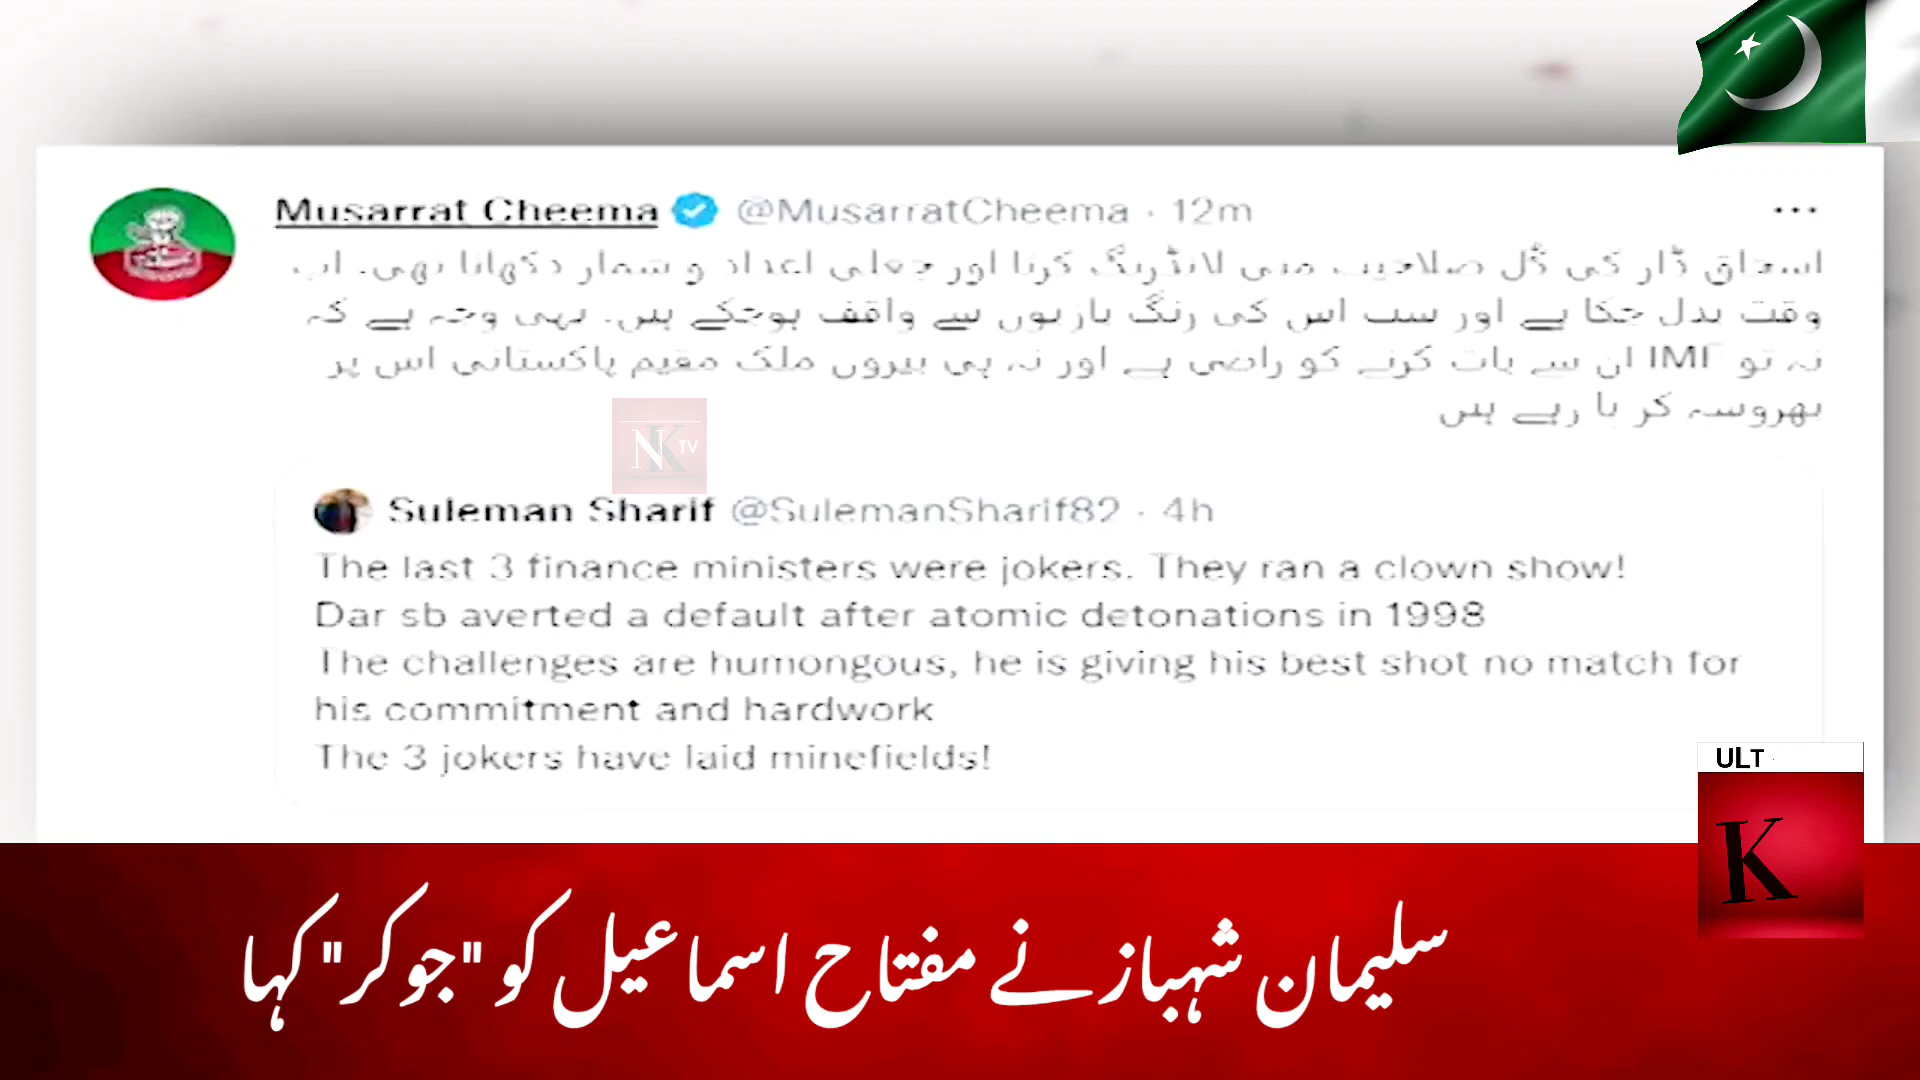 Musarrat Cheema @MusarratCheema · 12m
اسحاق ڈار کی کُل صلاحیت منی لانڈرنگ کرنا اور جعلی اعداد و شمار دکھانا تھی۔ اب
وقت بدل چکا ہے اور سب اس کی رنگ بازیوں سے واقف ہوچکے ہیں۔ یہی وجہ ہے کہ
نہ تو IMF ان سے بات کرنے کو راضی ہے اور نہ ہی بیرون ملک مقیم پاکستانی اس پر
بھروسہ کر پا رہے ہیں
NK TV
Suleman Sharif @SulemanSharif82 · 4h
The last 3 finance ministers were jokers. They ran a clown show!
Dar sb averted a default after atomic detonations in 1998
The challenges are humongous, he is giving his best shot no match for
his commitment and hardwork
The 3 jokers have laid minefields!
ULT
K
سلیمان شہباز نے مفتاح اسماعیل کو "جوکر" کہا